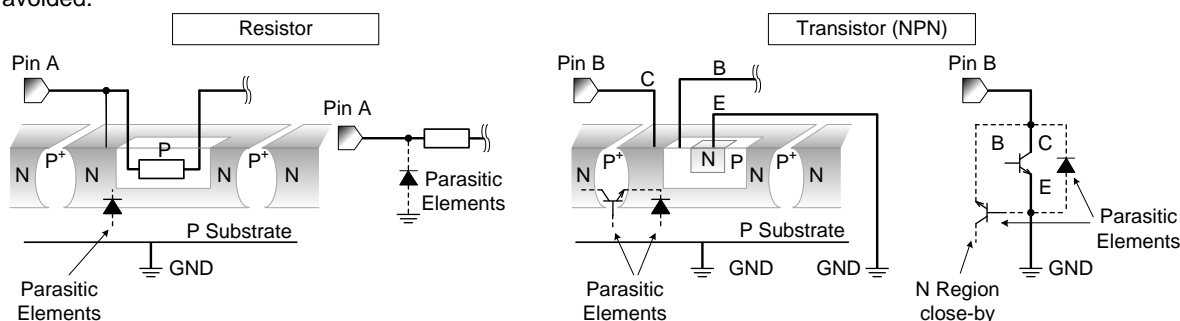 avoided.
Resistor
Transistor (NPN)
Pin A
Pin A
N
P+
N
P
N
P+
N
Parasitic
Elements
P Substrate
GND
Parasitic
Elements
Pin B
C
B
E
N
P+
N
N
P
N
P+
N
P Substrate
GND
GND
Parasitic
Elements
Pin B
B
C
E
Parasitic
Elements
GND
N Region
close-by